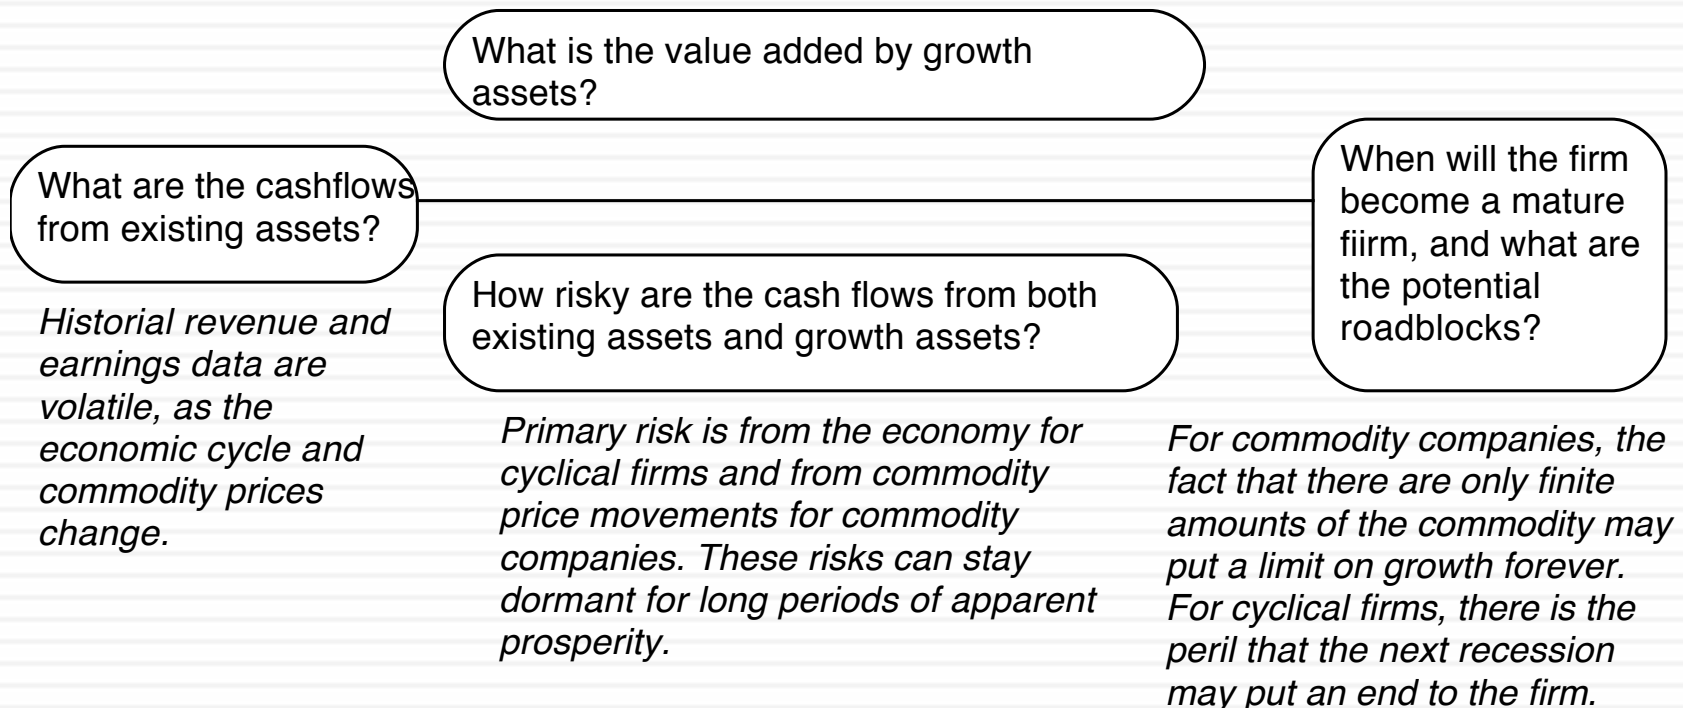 What is the value added by growth
assets?
What are the cashflows
from existing assets?
Historial revenue and
earnings data are
volatile, as the
economic cycle and
commodity prices
change.
How risky are the cash flows from both
existing assets and growth assets?
Primary risk is from the economy for
cyclical firms and from commodity
price movements for commodity
companies. These risks can stay
dormant for long periods of apparent
prosperity.
When will the firm
become a mature
fiirm, and what are
the potential
roadblocks?
For commodity companies, the
fact that there are only finite
amounts of the commodity may
put a limit on growth forever.
For cyclical firms, there is the
peril that the next recession
may put an end to the firm.